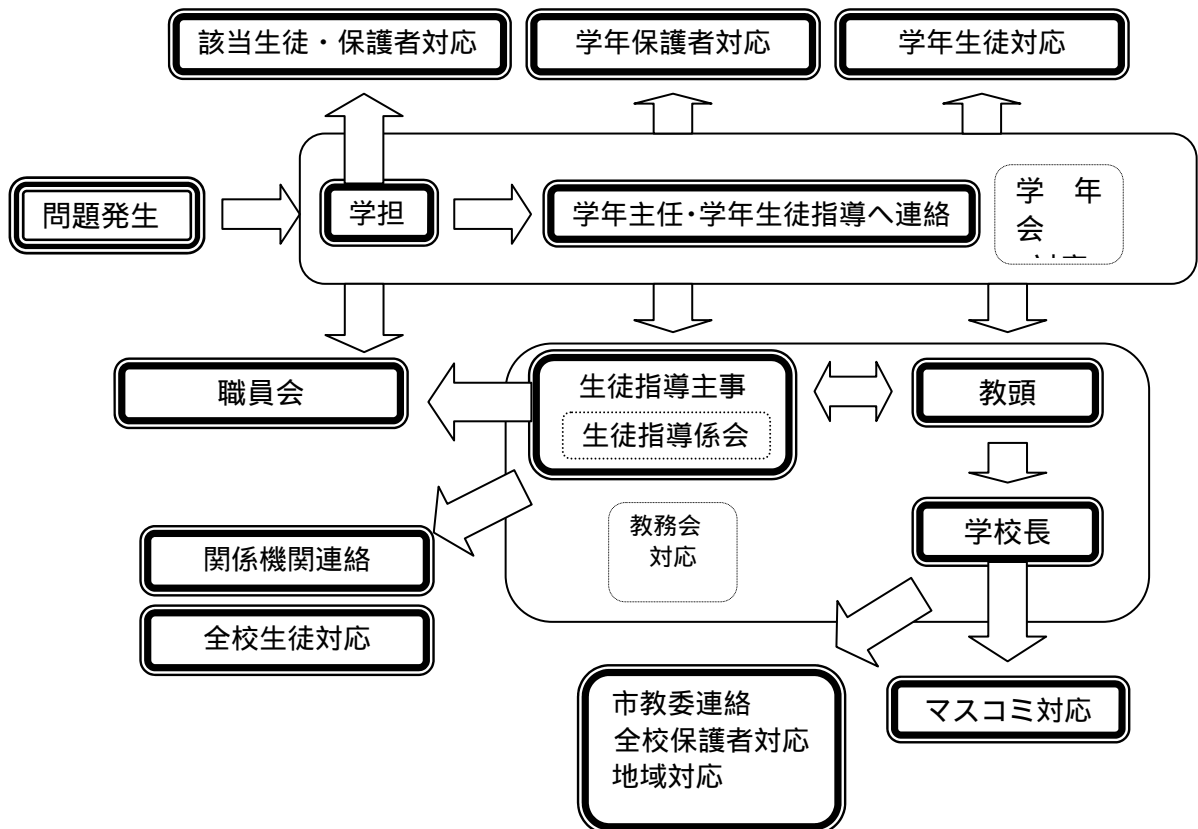 該当生徒・保護者対応
学年保護者対応
学年生徒対応
問題発生
学担
学年主任・学年生徒指導へ連絡
学　年
会
職員会
生徒指導主事
生徒指導係会
教頭
教務会
対応
学校長
関係機関連絡
全校生徒対応
市教委連絡
全校保護者対応
地域対応
マスコミ対応